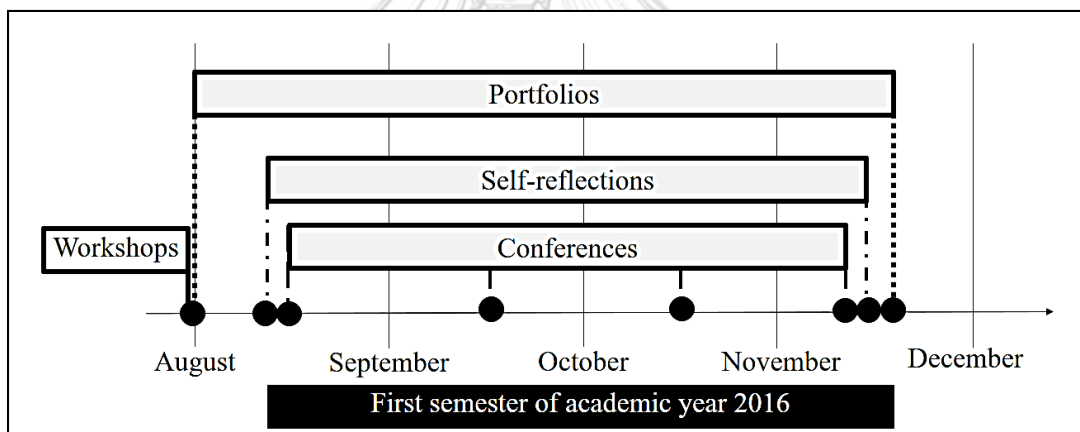 Portfolios
Self-reflections
Workshops
Conferences
August
September
October
November
December
First semester of academic year 2016